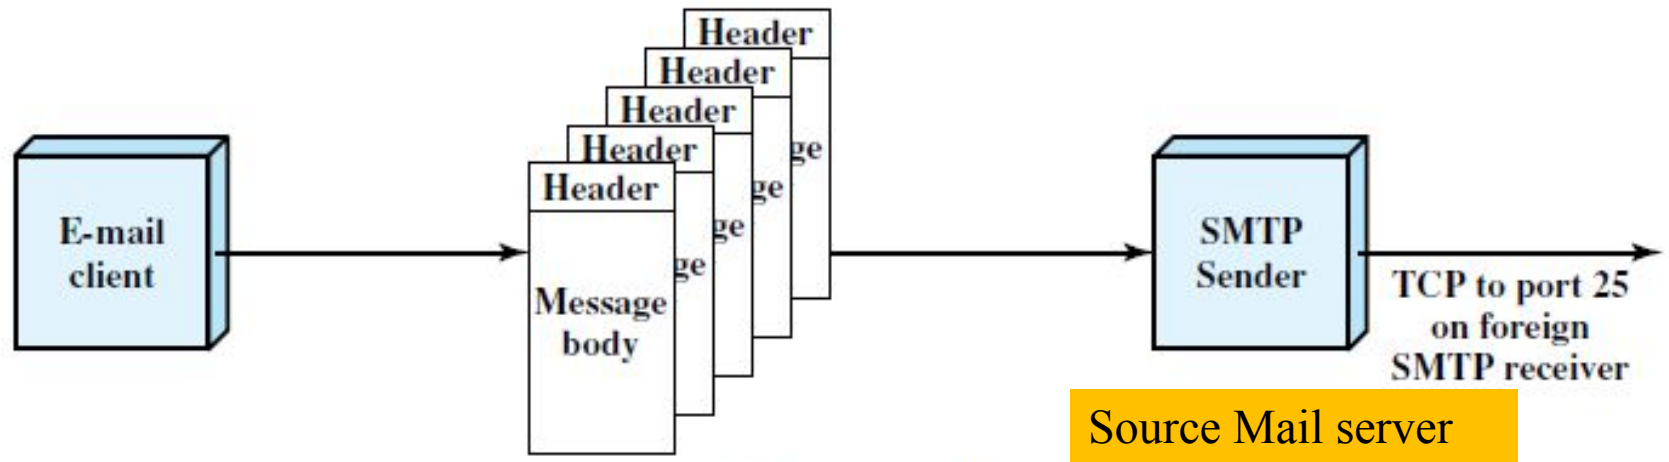 Header
Header
Header
Header
Header
ge
ge
ge
ge
Message
body
E-mail
client
SMTP
Sender
TCP to port 25
on foreign
SMTP receiver
Source Mail server